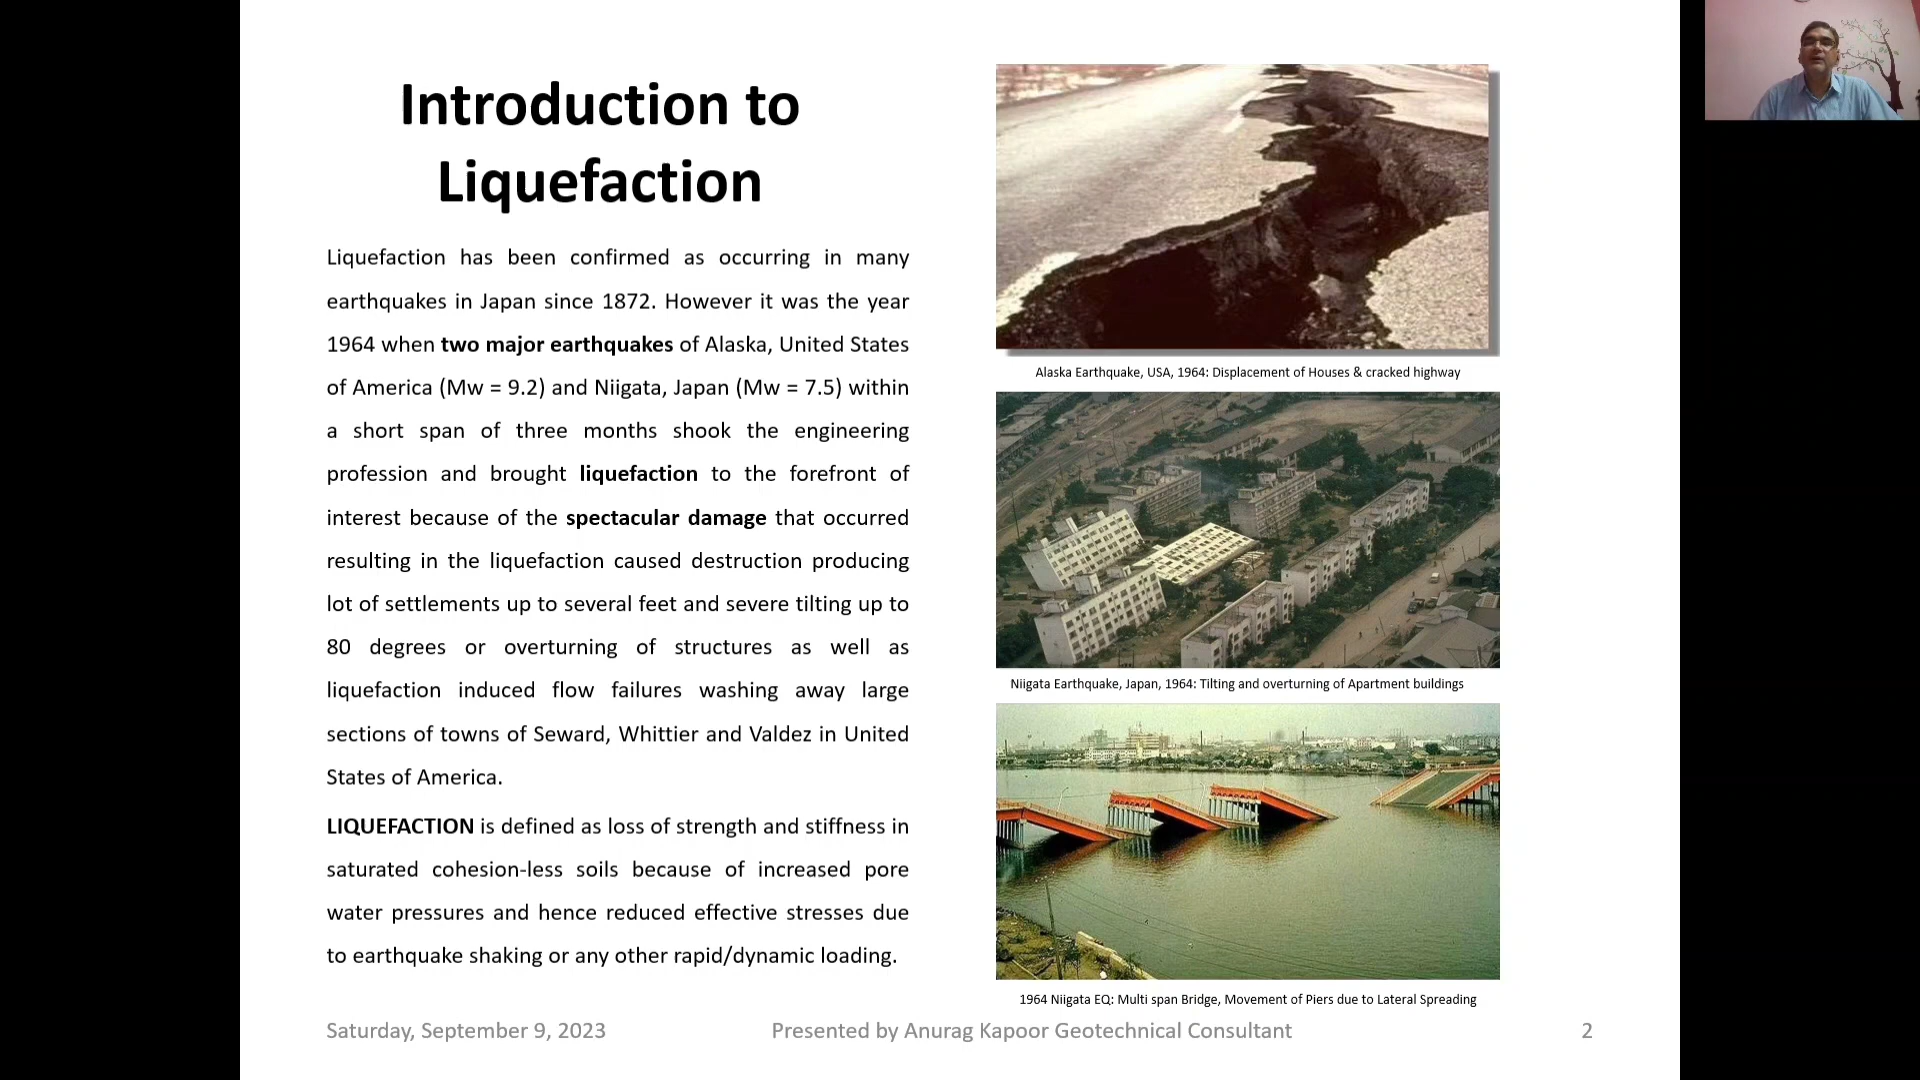 Introduction to
Liquefaction
Liquefaction has been confirmed as occurring in many
earthquakes in Japan since 1872. However it was the year
1964 when two major earthquakes of Alaska, United States
of America (Mw = 9.2) and Niigata, Japan (Mw = 7.5) within
a short span of three months shook the engineering
profession and brought liquefaction to the forefront of
interest because of the spectacular damage that occurred
resulting in the liquefaction caused destruction producing
lot of settlements up to several feet and severe tilting up to
80 degrees or overturning of structures as well as
liquefaction induced flow failures washing away large
sections of towns of Seward, Whittier and Valdez in United
States of America.
LIQUEFACTION is defined as loss of strength and stiffness in
saturated cohesion-less soils because of increased pore
water pressures and hence reduced effective stresses due
to earthquake shaking or any other rapid/dynamic loading.
Alaska Earthquake, USA, 1964: Displacement of Houses & cracked highway
Niigata Earthquake, Japan, 1964: Tilting and overturning of Apartment buildings
1964 Niigata EQ: Multi span Bridge, Movement of Piers due to Lateral Spreading
Saturday, September 9, 2023
Presented by Anurag Kapoor Geotechnical Consultant
2